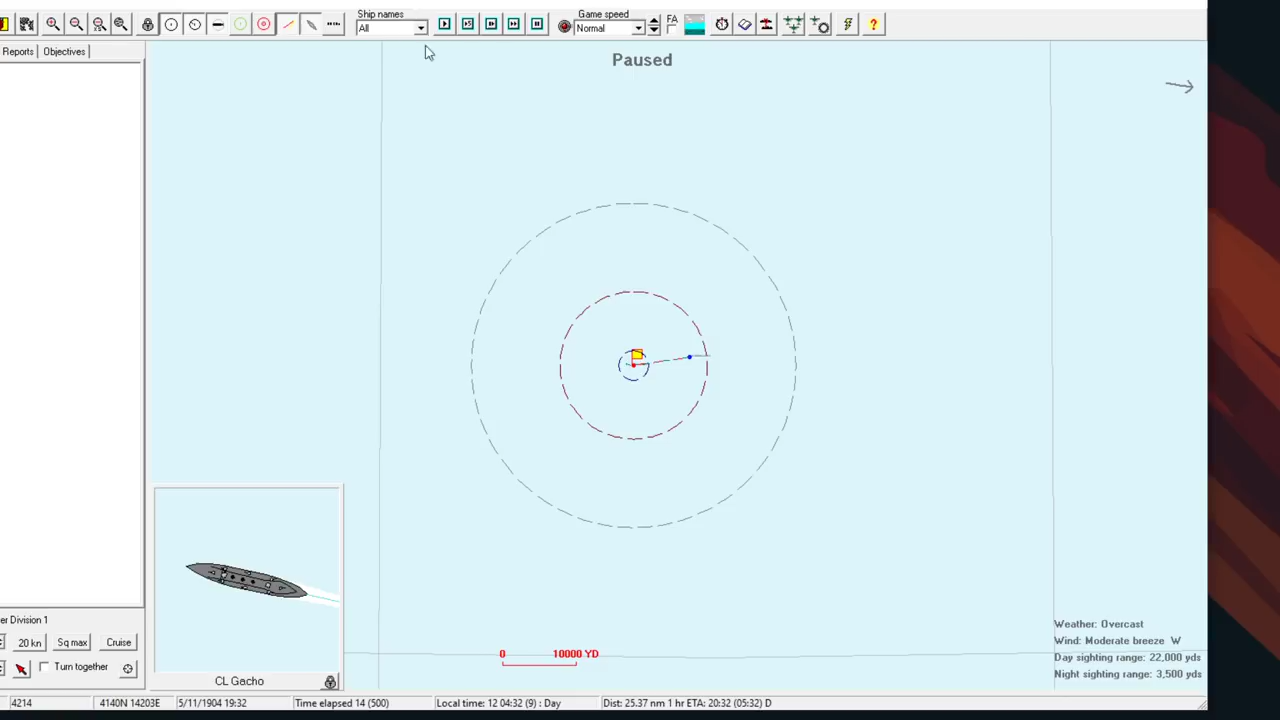 Ship names
All
Game speed
Normal
FA
?
Reports
Objectives
Paused
er Division 1
20 kn
Sq max
Cruise
Turn together
CL Gacho
0 10000 YD
Weather: Overcast
Wind: Moderate breeze W
Day sighting range: 22,000 yds
Night sighting range: 3,500 yds
4214
4140N 14203E
5/11/1904 19:32
Time elapsed 14 (500)
Local time: 12 04:32 (9) : Day
Dist: 25.37 nm 1 hr ETA: 20:32 (05:32) D